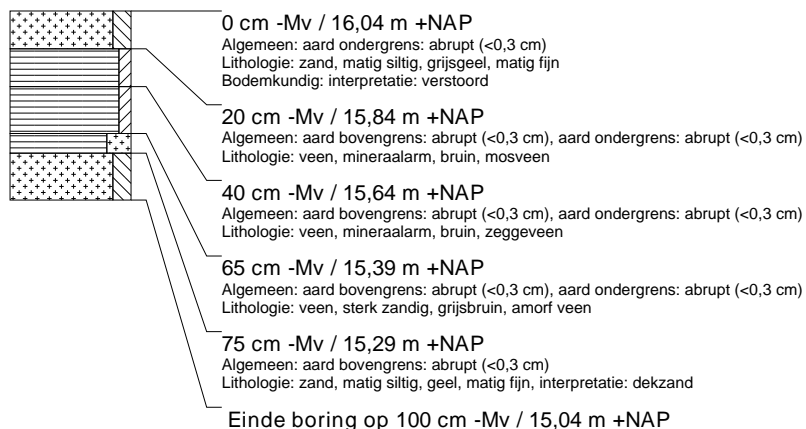 0 cm -Mv / 16,04 m +NAP
Algemeen: aard ondergrens: abrupt (<0,3 cm)
Lithologie: zand, matig siltig, grijsgeel, matig fijn
Bodemkundig: interpretatie: verstoord
20 cm -Mv / 15,84 m +NAP
Algemeen: aard bovengrens: abrupt (<0,3 cm), aard ondergrens: abrupt (<0,3 cm)
Lithologie: veen, mineraalarm, bruin, mosveen
40 cm -Mv / 15,64 m +NAP
Algemeen: aard bovengrens: abrupt (<0,3 cm), aard ondergrens: abrupt (<0,3 cm)
Lithologie: veen, mineraalarm, bruin, zeggeveen
65 cm -Mv / 15,39 m +NAP
Algemeen: aard bovengrens: abrupt (<0,3 cm), aard ondergrens: abrupt (<0,3 cm)
Lithologie: veen, sterk zandig, grijsbruin, amorf veen
75 cm -Mv / 15,29 m +NAP
Algemeen: aard bovengrens: abrupt (<0,3 cm)
Lithologie: zand, matig siltig, geel, matig fijn, interpretatie: dekzand
Einde boring op 100 cm -Mv / 15,04 m +NAP